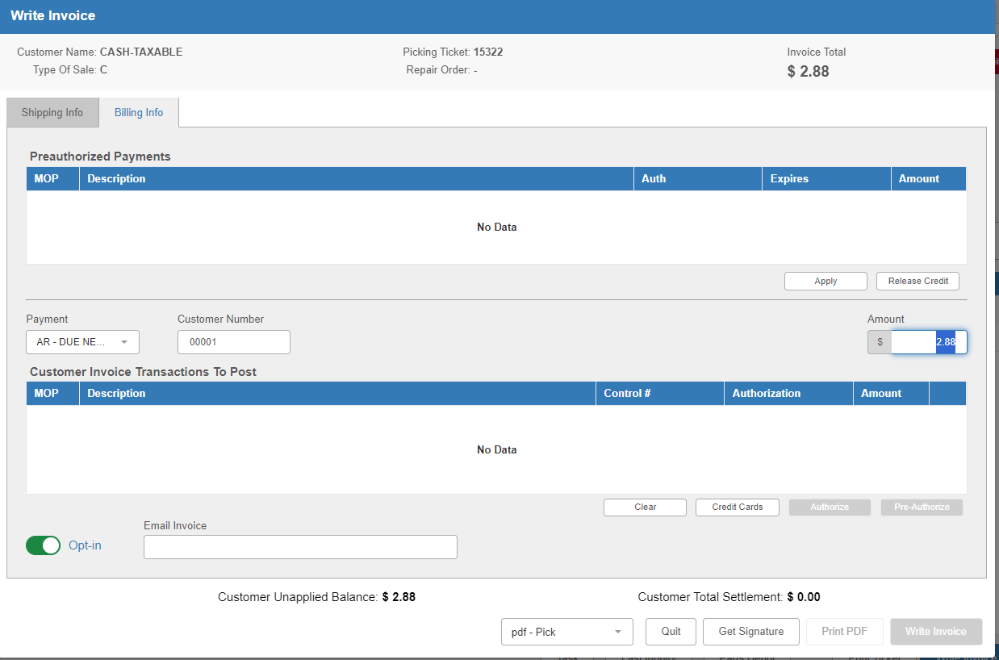 Write Invoice
Customer Name: CASH-TAXABLE
Picking Ticket: 15322
Invoice Total
Type Of Sale: C
Repair Order: -
$ 2.88
Shipping Info
Billing Info
Preauthorized Payments
MOP Description Auth Expires Amount
No Data
Apply
Release Credit
Payment
Customer Number
Amount
AR - DUE NE...
00001
$ 2.88
Customer Invoice Transactions To Post
MOP Description Control # Authorization Amount
No Data
Clear
Credit Cards
Authorize
Pre-Authorize
Email Invoice
Opt-in
Customer Unapplied Balance: $ 2.88
Customer Total Settlement: $ 0.00
pdf - Pick
Quit
Get Signature
Print PDF
Write Invoice